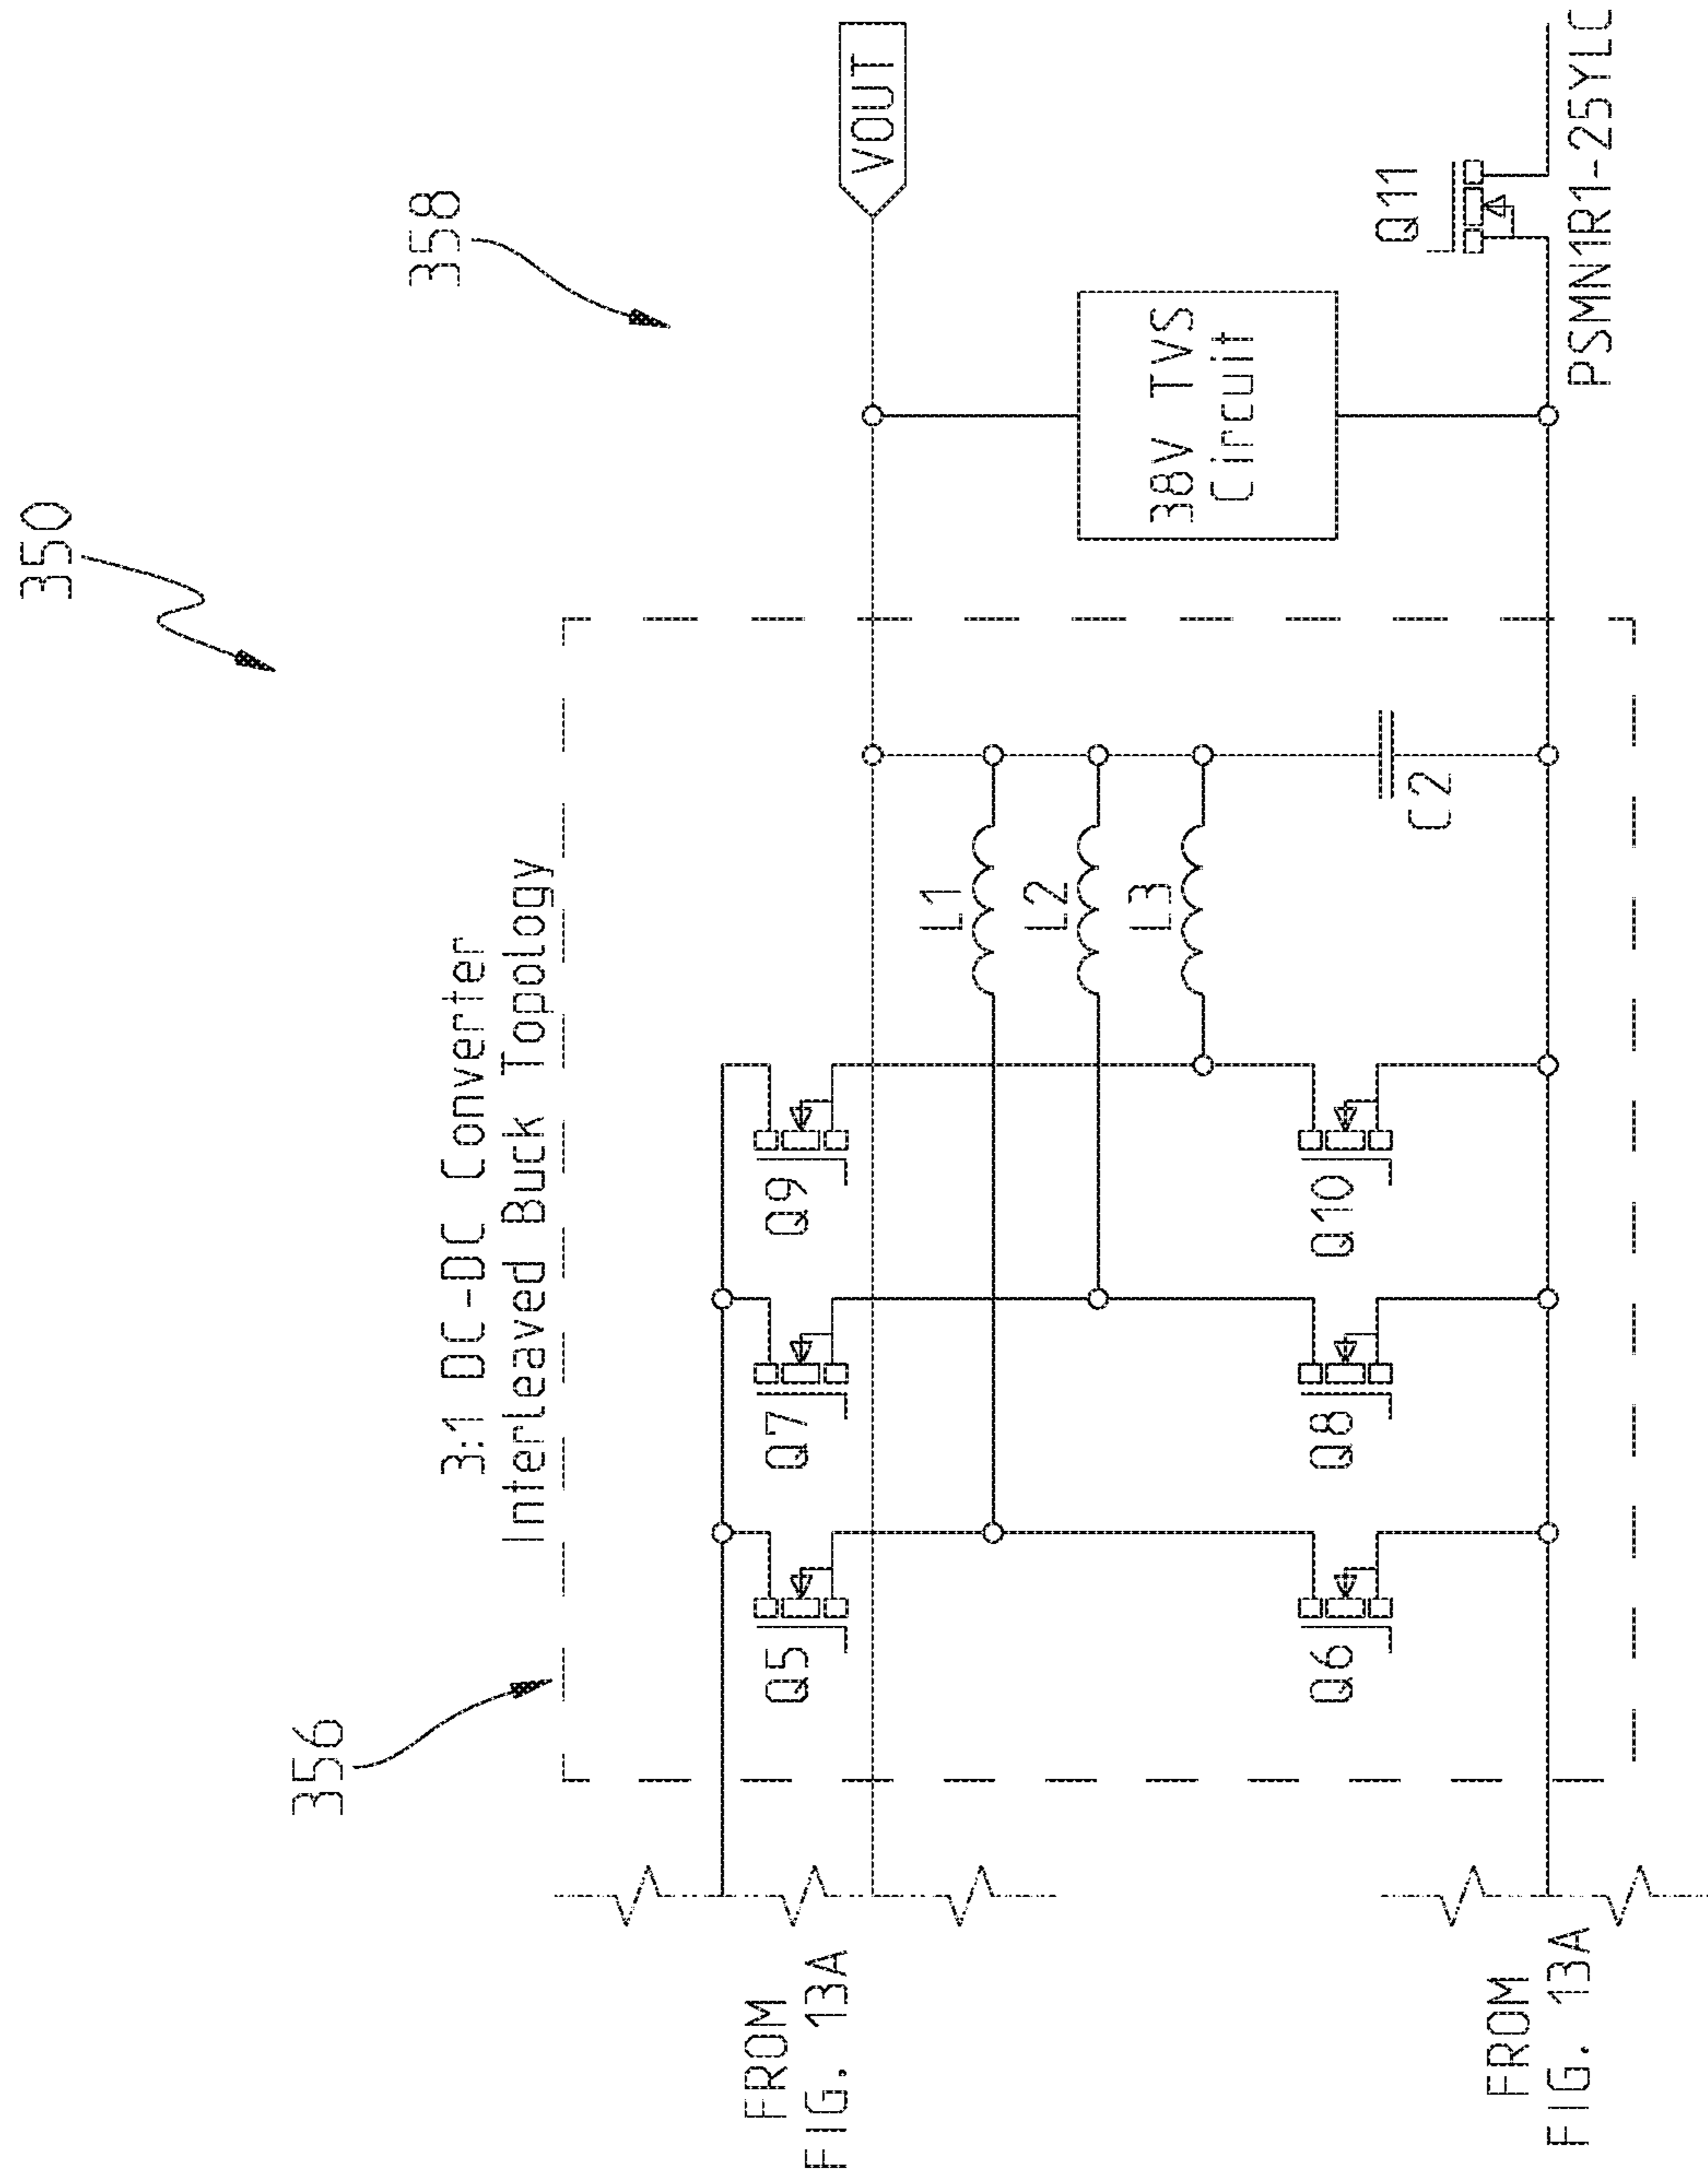 350
358
356
3:1 DC-DC Converter
Interleaved Buck Topology
VOUT
Q5
Q7
Q9
L1
L2
L3
38V TVS
Circuit
Q6
Q8
Q10
C2
Q11
PSMN1R1-25YLC
FROM
FIG. 13A
FROM
FIG. 13A